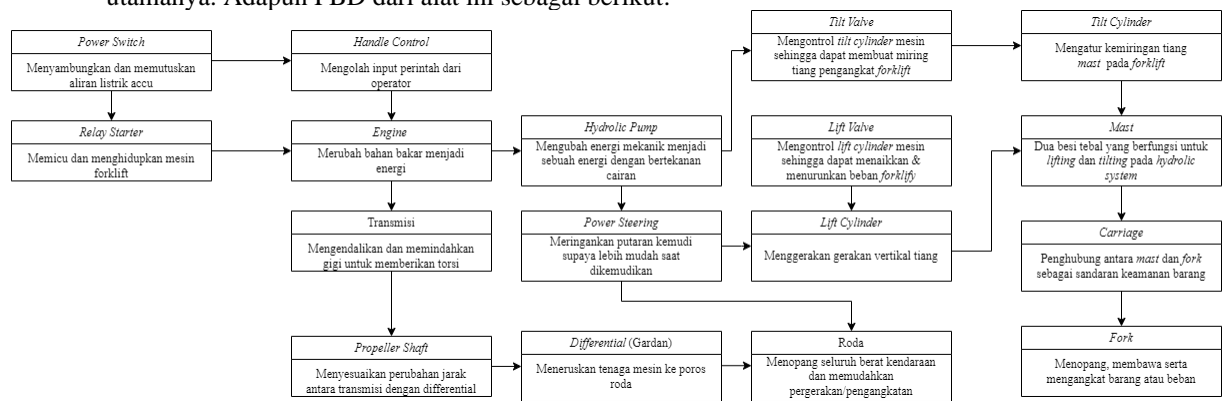 utamanya. Adapun FBD dari alat ini sebagai berikut:
Power Switch
Menyambungkan dan memutuskan
aliran listrik accu
Handle Control
Mengolah input perintah dari
operator
Tilt Valve
Mengontrol tilt cylinder mesin
sehingga dapat membuat miring
tiang pengangkat forklift
Tilt Cylinder
Mengatur kemiringan tiang
mast pada forklift
Relay Starter
Memicu dan menghidupkan mesin
forklift
Engine
Merubah bahan bakar menjadi
energi
Hydrolic Pump
Mengubah energi mekanik menjadi
sebuah energi dengan bertekanan
cairan
Lift Valve
Mengontrol lift cylinder mesin
sehingga dapat menaikkan &
menurunkan beban forklify
Mast
Dua besi tebal yang berfungsi untuk
lifting dan tilting pada hydrolic
system
Transmisi
Mengendalikan dan memindahkan
gigi untuk memberikan torsi
Power Steering
Meringankan putaran kemudi
supaya lebih mudah saat
dikemudikan
Lift Cylinder
Menggerakan gerakan vertikal tiang
Carriage
Penghubung antara mast dan fork
sebagai sandaran keamanan barang
Propeller Shaft
Menyesuaikan perubahan jarak
antara transmisi dengan differential
Differential (Gardan)
Meneruskan tenaga mesin ke poros
roda
Roda
Menopang seluruh berat kendaraan
dan memudahkan
pergerakan/pengangkatan
Fork
Menopang, membawa serta
mengangkat barang atau beban